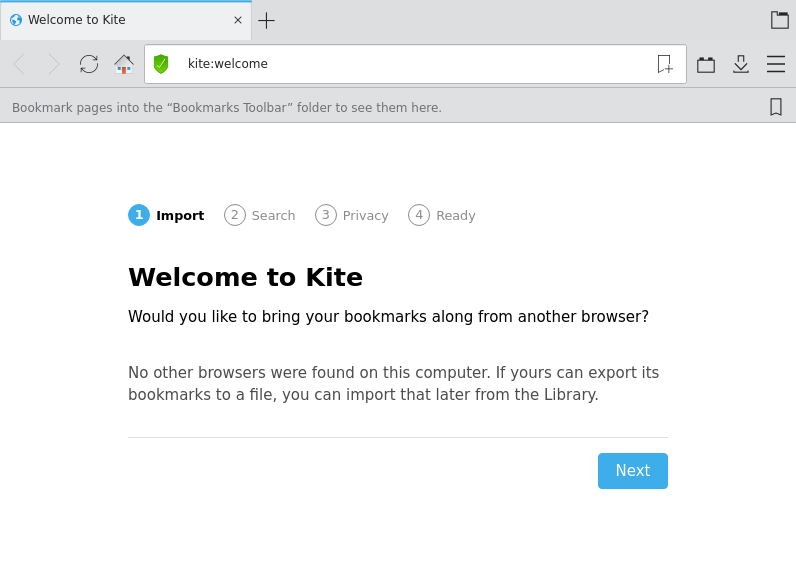 Welcome to Kite
kite:welcome
Bookmark pages into the “Bookmarks Toolbar” folder to see them here.
1 Import 2 Search 3 Privacy 4 Ready
Welcome to Kite
Would you like to bring your bookmarks along from another browser?
No other browsers were found on this computer. If yours can export its
bookmarks to a file, you can import that later from the Library.
Next